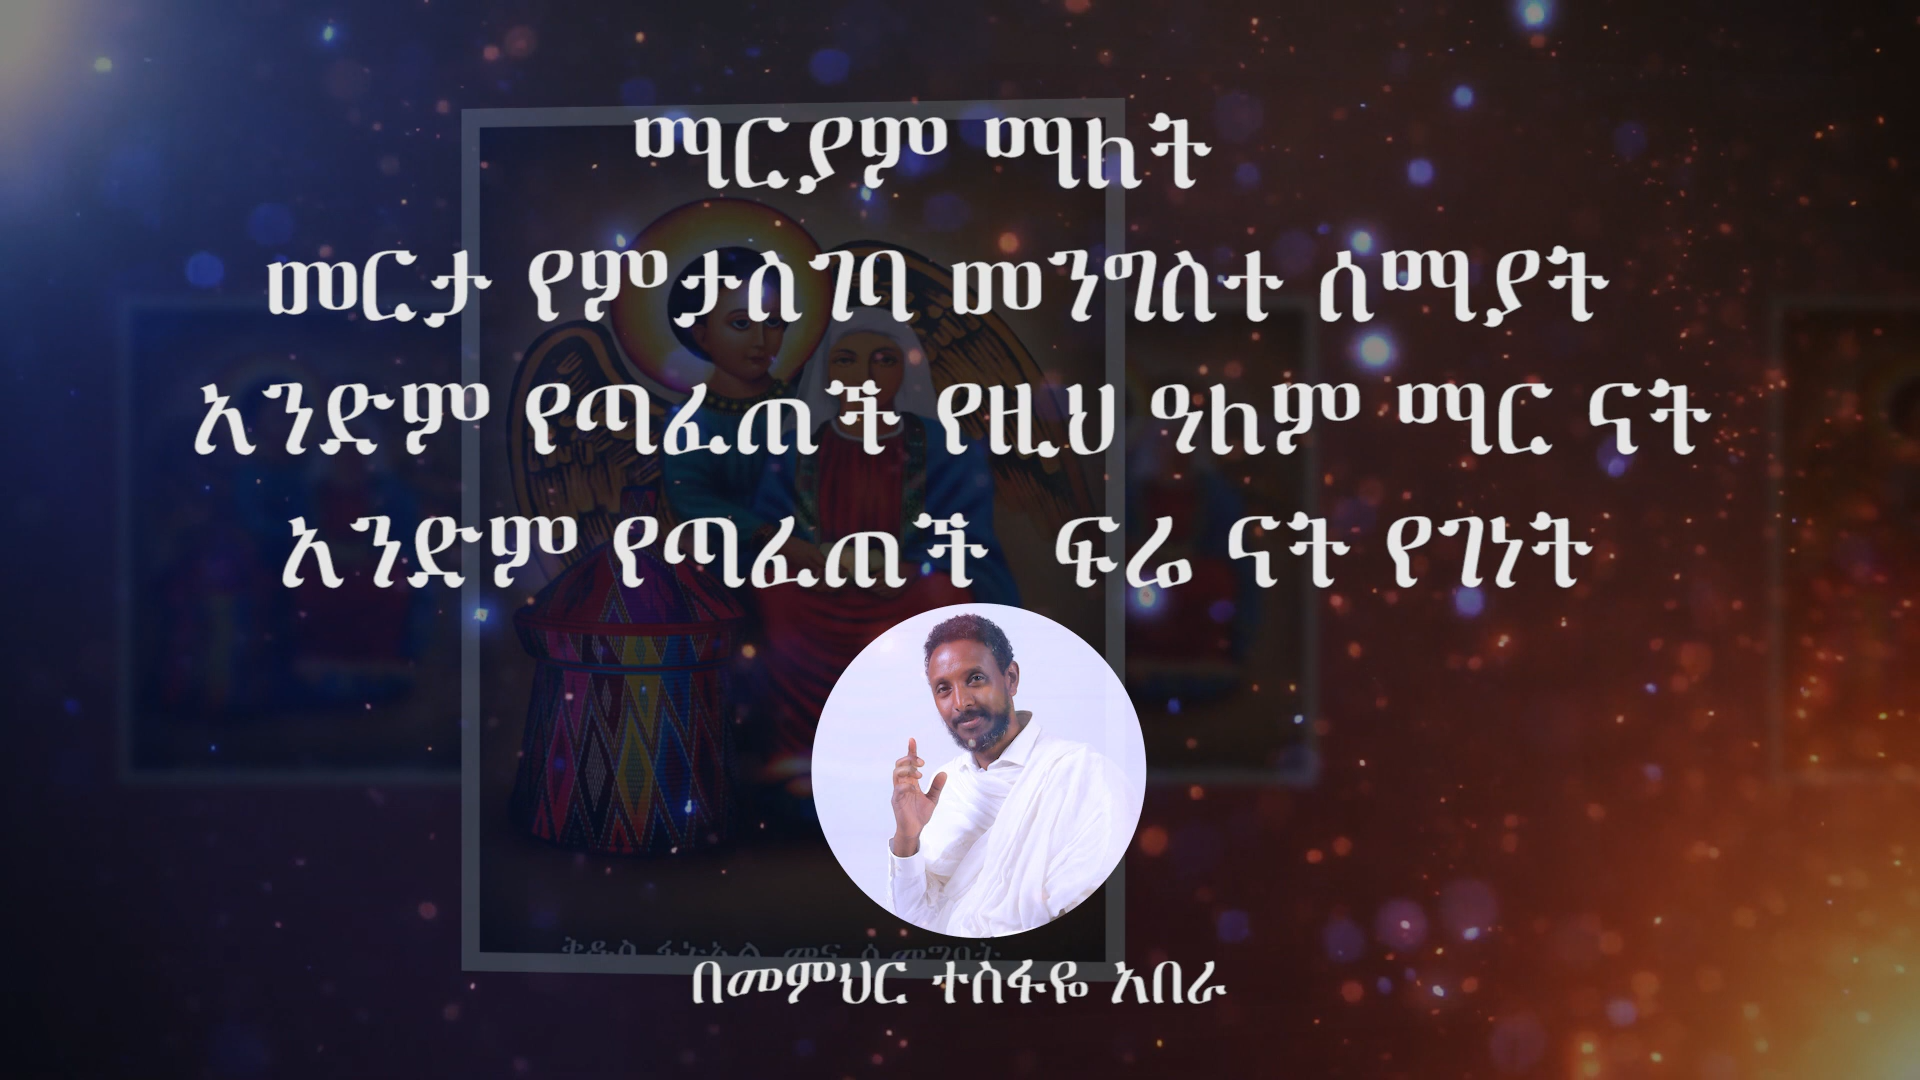 ማርያም ማለት
መርታ የምታስገባ መንግስተ ሰማያት
አንድም የጣፈጠች የዚህ ዓለም ማር ናት
አንድም የጣፈጠች ፍሬ ናት የገነት
በመምህር ተስፋዬ አበራ